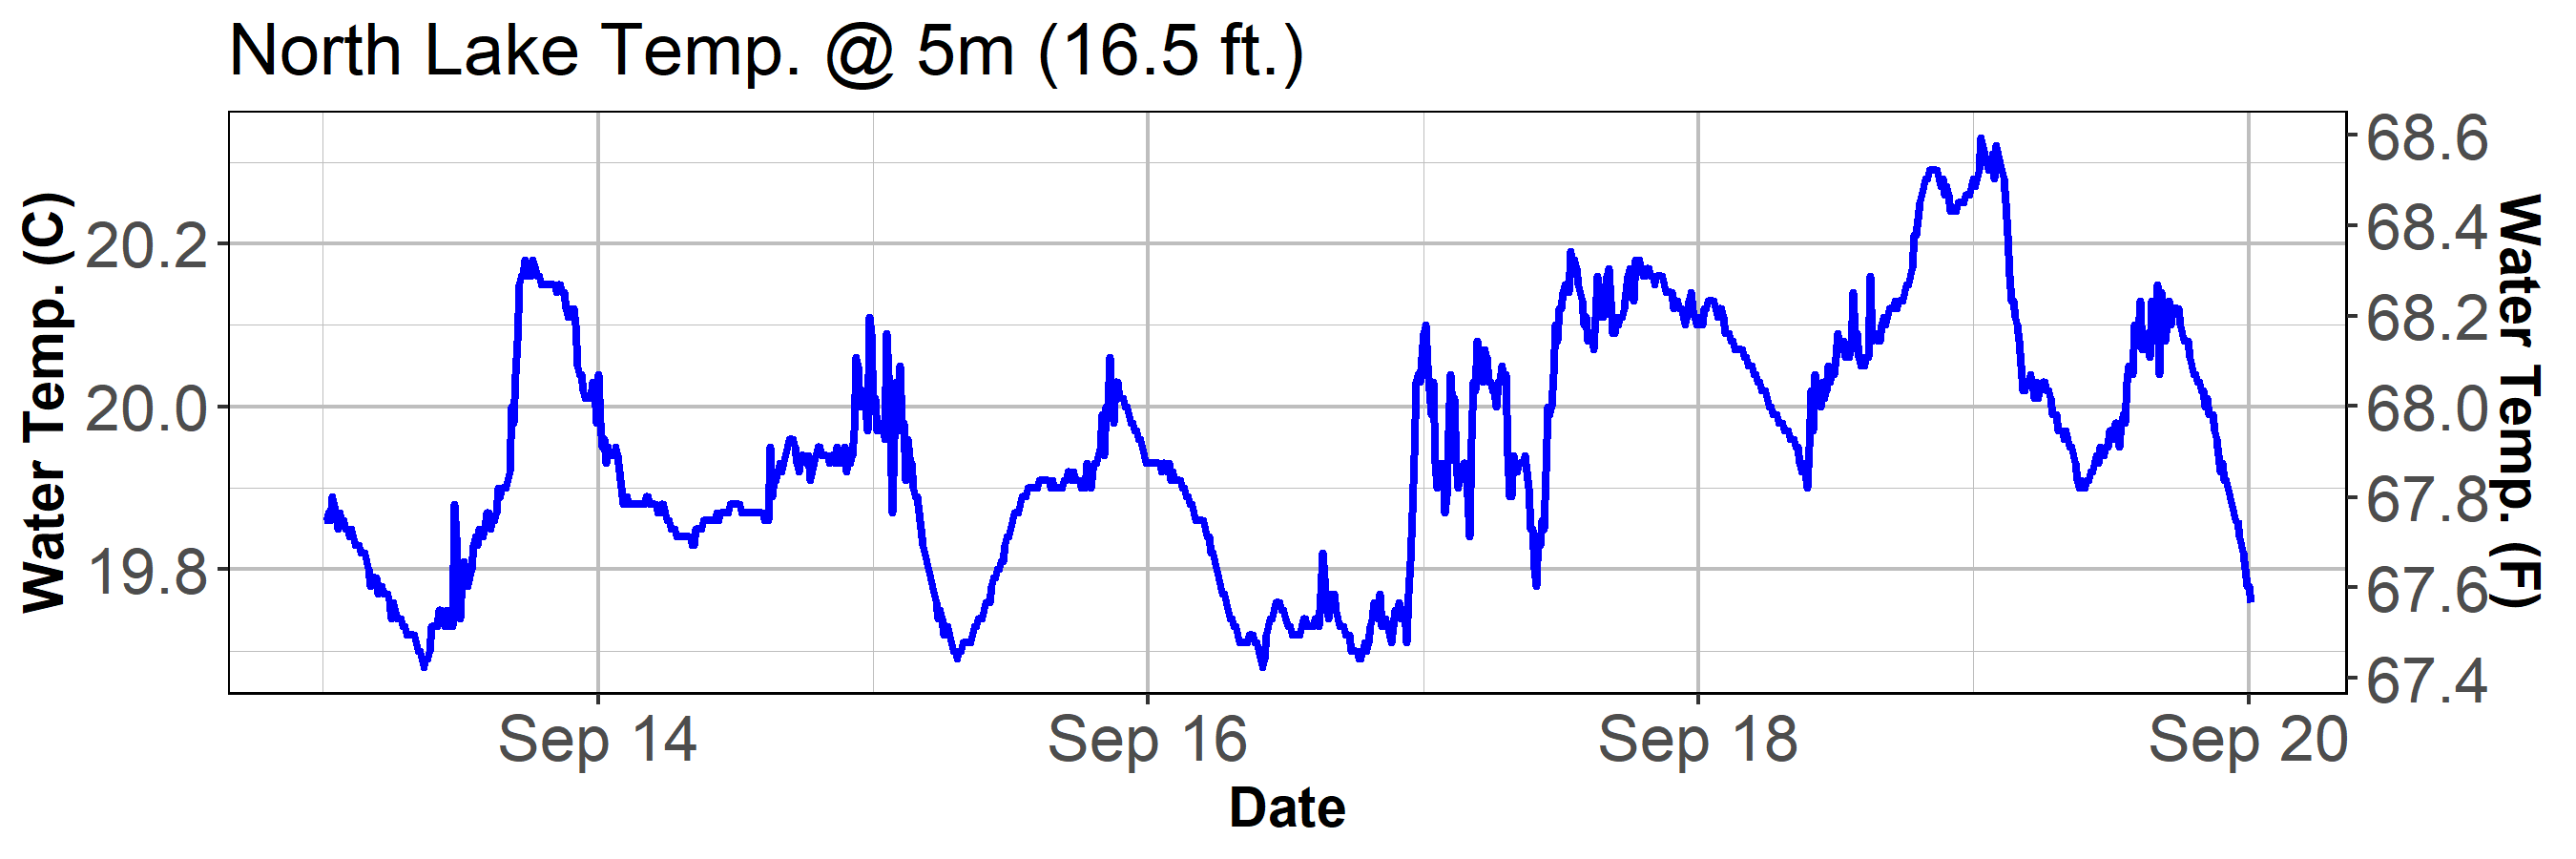 North Lake Temp. @ 5m (16.5 ft.)
Water Temp. (C)
20.2
20.0
19.8
68.6
68.4
68.2
68.0
67.8
67.6
67.4
Water Temp. (F)
Sep 14 Sep 16 Sep 18 Sep 20
Date